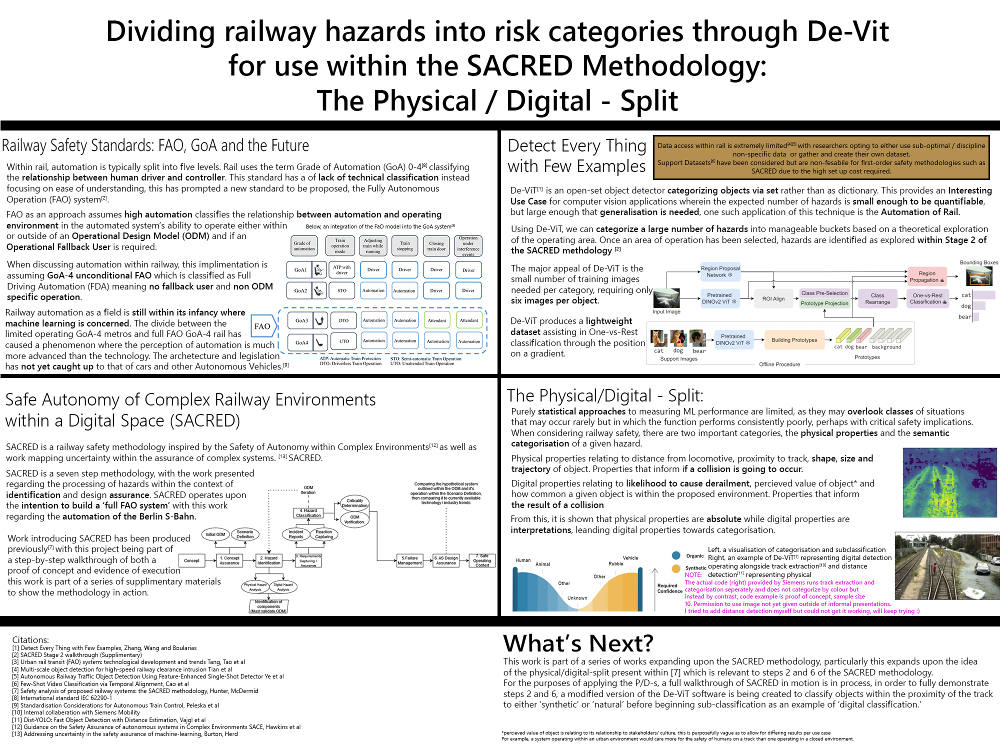 Dividing railway hazards into risk categories through De-Vit
for use within the SACRED Methodology:
The Physical / Digital - Split
Railway Safety Standards: FAO, GoA and the Future
Within rail, automation is typically split into five levels. Rail uses the term Grade of Automation (GoA) 0-4[8] classifying
the relationship between human driver and controller. This standard has a of lack of technical classification instead
focusing on ease of understanding, this has prompted a new standard to be proposed, the Fully Autonomous
Operation (FAO) system[2].
FAO as an approach assumes high automation classifies the relationship between automation and operating
environment in the automated system's ability to operate either within
or outside of an Operational Design Model (ODM) and if an
Operational Fallback User is required.
When discussing automation within railway, this implimentation is
assuming GoA-4 unconditional FAO which is classified as Full
Driving Automation (FDA) meaning no fallback user and non ODM
specific operation.
Railway automation as a field is still within its infancy where
machine learning is concerned. The divide between the
limited operating GoA-4 metros and full FAO GoA-4 rail has
caused a phenomenon where the perception of automation is much
more advanced than the technology. The archetecture and legislation
has not yet caught up to that of cars and other Autonomous Vehicles.[9]
Below, an integration of the FaO model into the GoA system[3]
Grade of automation
Train operation mode
Adjusting train while running
Train stopping
Closing train door
Operation under interference events
GoA1
ATP with driver
Driver
Driver
Driver
Driver
GoA2
STO
Automation
Automation
Driver
Driver
FAO
GoA3
DTO
Automation
Automation
Attendant
Attendant
GoA4
UTO
Automation
Automation
Automation
Automation
ATP: Automatic Train Protection STO: Semi-automatic Train Operation
DTO: Driverless Train Operation UTO: Unattended Train Operation
Detect Every Thing
with Few Examples
Data access within rail is extremely limited[4][5] with researchers opting to either use sub-optimal / discipline
non-specific data or gather and create their own dataset.
Support Datasets[6] have been considered but are non-fesabile for first-order safety methodologies such as
SACRED due to the high set up cost required.
De-ViT[1] is an open-set object detector categorizing objects via set rather than as dictionary. This provides an Interesting
Use Case for computer vision applications wherein the expected number of hazards is small enough to be quantifiable,
but large enough that generalisation is needed, one such application of this technique is the Automation of Rail.
Using De-ViT, we can categorize a large number of hazards into manageable buckets based on a theoretical exploration
of the operating area. Once an area of operation has been selected, hazards are identified as explored within Stage 2 of
the SACRED methdology [2]
The major appeal of De-ViT is the
small number of training images
needed per category, requiring only
six images per object.
De-ViT produces a lightweight
dataset assisting in One-vs-Rest
classification through the position
on a gradient.
Input Image
Region Proposal
Network
Pretrained
DINOv2 ViT
ROI Align
Class Pre-Selection
Prototype Projection
Class
Rearrange
Region
Propagation
One-vs-Rest
Classification
Bounding Boxes
cat
dog
bear
cat dog bear
Support Images
Pretrained
DINOv2 ViT
Building Prototypes
cat dog bear background
Prototypes
Offline Procedure
Safe Autonomy of Complex Railway Environments
within a Digital Space (SACRED)
SACRED is a railway safety methodology inspired by the Safety of Autonomy within Complex Environments[12] as well as
work mapping uncertainty within the assurance of complex systems. [13] SACRED.
SACRED is a seven step methodology, with the work presented
regarding the processing of hazards within the context of
identification and design assurance. SACRED operates upon
the intention to build a 'full FAO system' with this work
regarding the automation of the Berlin S-Bahn.
Work introducing SACRED has been produced
previously[7] with this project being part of
a step-by-step walkthrough of both a
proof of concept and evidence of execution
this work is part of a series of supplimentary materials
to show the methodology in action.
Concept
Initial ODM
Scenario
Definition
1. Concept
Assurance
2. Hazard
Identification
Physical Hazard
Analysis
Digital Hazard
Analysis
Identification of
components
(Must validate ODM)
ODM
Iteration
4. Hazard
Classification
Incident
Reports
Reaction
Capturing
3. Requirements
Capturing /
Assurance
Criticality
Determination
ODM
Verification.
Comparing the hypothetical system
outlined within the ODM and it's
operation within the Scenario Definition,
then comparing it to currently available
technology / industry trends
5.Failure
Management
6. AS Design
Assurance
7. Safe
Operating
Context
The Physical/Digital - Split:
Purely statistical approaches to measuring ML performance are limited, as they may overlook classes of situations
that may occur rarely but in which the function performs consistently poorly, perhaps with critical safety implications.
When considering railway safety, there are two important categories, the physical properties and the semantic
categorisation of a given hazard.
Physical properties relating to distance from locomotive, proximity to track, shape, size and
trajectory of object. Properties that inform if a collision is going to occur.
Digital properties relating to likelihood to cause derailment, percieved value of object* and
how common a given object is within the proposed environment. Properties that inform
the result of a collision
From this, it is shown that physical properties are absolute while digital properties are
interpretations, leanding digital properties towards categorisation.
Human
Animal
Other
Unknown
Other
Rubble
Vehicle
Organic
Synthetic
Required
Confidence
Left, a visualisation of categorisation and subclassification
Right, an example of De-ViT[1] representing digital detection
operating alongside track extraction[10] and distance
detection[11] representing physical
NOTE:
The actual code (right) provided by Siemens runs track extraction and
categorisation seperately and does not categorize by colour but
instead by contrast, code example is proof of concept, sample size
10. Permission to use image not yet given outside of informal presentations.
I tried to add distance detection myself but could not get it working, will keep trying :)
Citations:
[1] Detect Every Thing with Few Examples, Zhang, Wang and Boularias
[2] SACRED Stage 2 walkthrough (Supplimentary)
[3] Urban rail transit {FAO} system: technological development and trends Tang, Tao et al
[4] Multi-scale object detection for high-speed railway clearance intrusion Tian et al
[5] Autonomous Railway Traffic Object Detection Using Feature-Enhanced Single-Shot Detector Ye et al
[6] Few-Shot Video Classification via Temporal Alignment, Cao et al
[7] Safety analysis of proposed railway systems: the SACRED methodology, Hunter, McDermid
[8] International standard IEC 62290-1
[9] Standardisation Considerations for Autonomous Train Control, Peleska et al
[10] Internal collaberation with Siemens Mobility
[11] Dist-YOLO: Fast Object Detection with Distance Estimation, Vajgl et al
[12] Guidance on the Safety Assurance of autonomous systems in Complex Environments SACE, Hawkins et al
[13] Addressing uncertainty in the safety assurance of machine-learning, Burton, Herd
What's Next?
This work is part of a series of works expanding upon the SACRED methodology, particularly this expands upon the idea
of the physical/digital-split present within [7] which is relevant to steps 2 and 6 of the SACRED methodology.
For the purposes of applying the P/D-s, a full walkthrough of SACRED in motion is in process, in order to fully demonstrate
steps 2 and 6, a modified version of the De-ViT software is being created to classify objects within the proximity of the track
to either 'synthetic' or 'natural' before beginning sub-classification as an example of 'digital classification.'
*percieved value of object is relating to its relationship to stakeholders/ culture, this is purposefully vague as to allow for differing results per use case
For example, a system operating within an urban environment would care more for the safety of humans on a track than one operating in a closed environment.